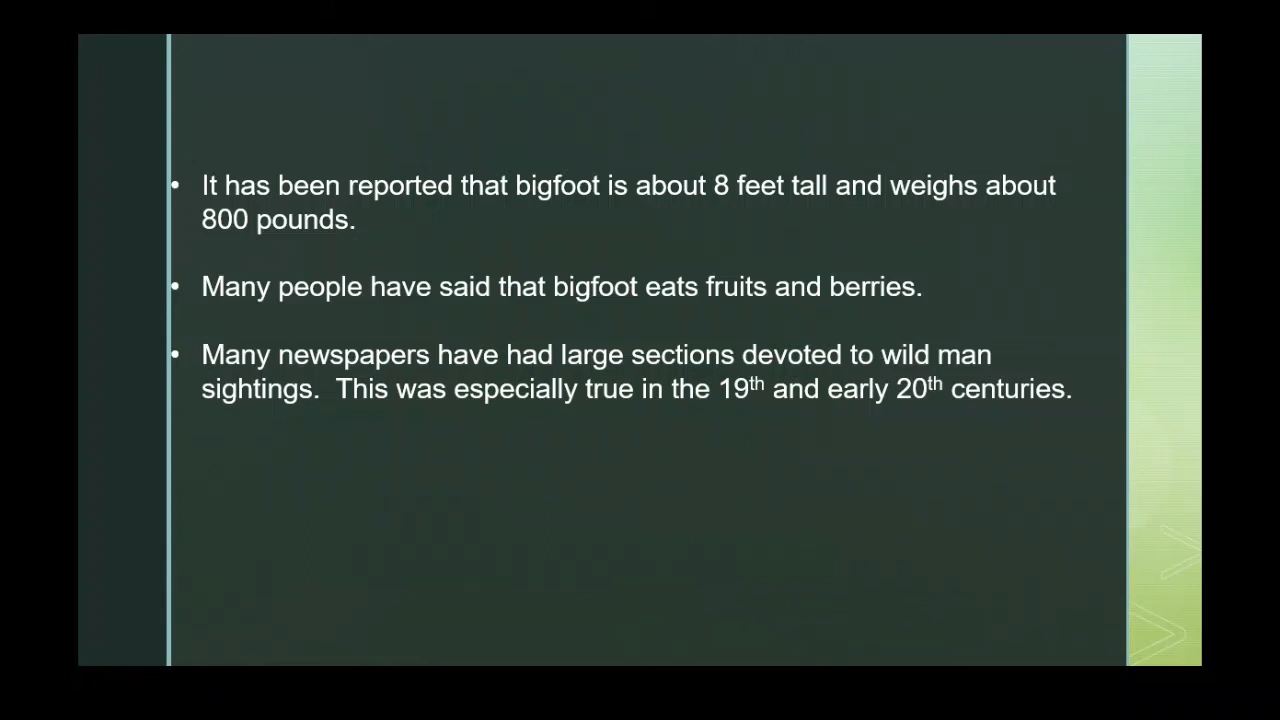 • It has been reported that bigfoot is about 8 feet tall and weighs about
800 pounds.
• Many people have said that bigfoot eats fruits and berries.
• Many newspapers have had large sections devoted to wild man
sightings.  This was especially true in the 19th and early 20th centuries.